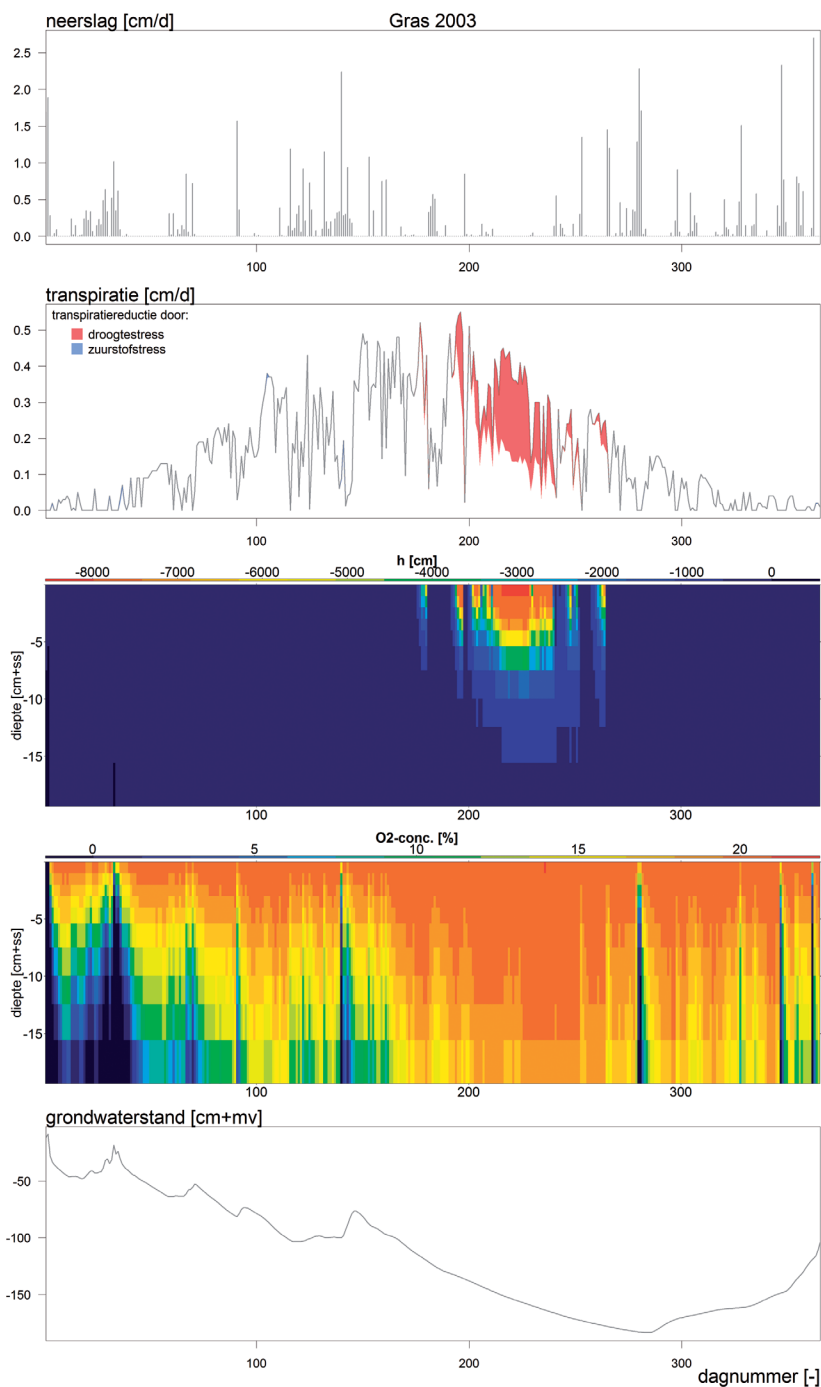 neerslag [cm/d] Gras 2003
2.5
2.0
1.5
1.0
0.5
0.0
100 200 300
transpiratie [cm/d]
transpiratiereductie door:
droogtestress
zuurstofstress
0.5
0.4
0.3
0.2
0.1
0.0
100 200 300
h [cm]
-8000 -7000 -6000 -5000 -4000 -3000 -2000 -1000 0
diepte [cm+ss]
-5
-10
-15
100 200 300
O2-conc. [%]
0 5 10 15 20
diepte [cm+ss]
-5
-10
-15
100 200 300
grondwaterstand [cm+mv]
-50
-100
-150
100 200 300
dagnummer [-]